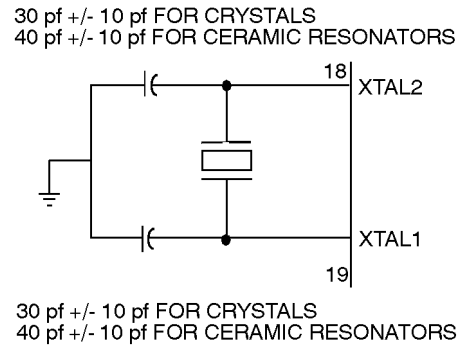 30 pf +/- 10 pf FOR CRYSTALS
40 pf +/- 10 pf FOR CERAMIC RESONATORS
18
XTAL2
XTAL1
19
30 pf +/- 10 pf FOR CRYSTALS
40 pf +/- 10 pf FOR CERAMIC RESONATORS